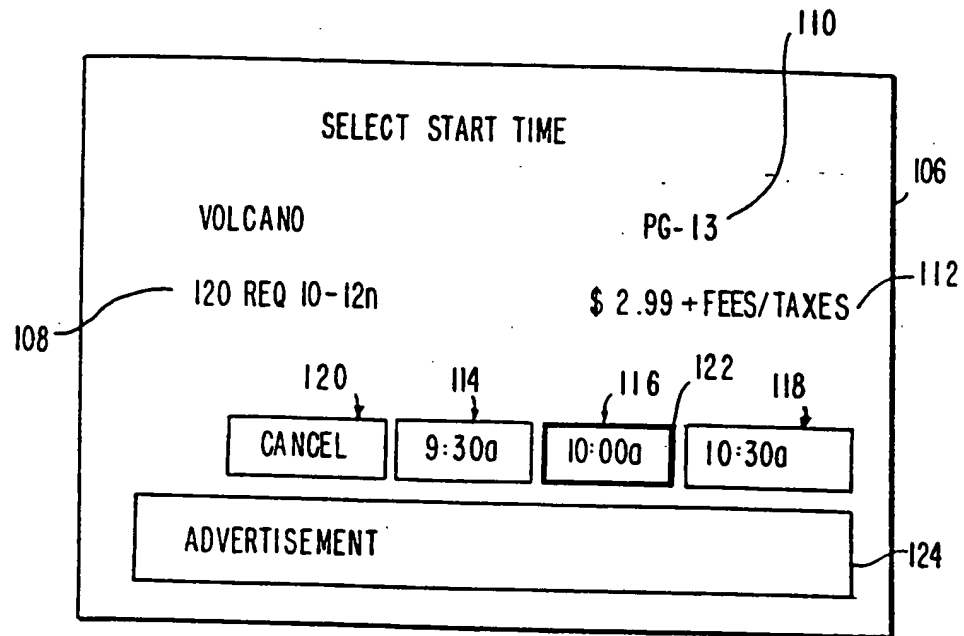 110
SELECT START TIME
106
VOLCANO
PG-13
112
120 REQ 10-12n
$ 2.99 + FEES/TAXES
108
120
114
116
122
118
CANCEL
9:30a
10:00a
10:30a
ADVERTISEMENT
124